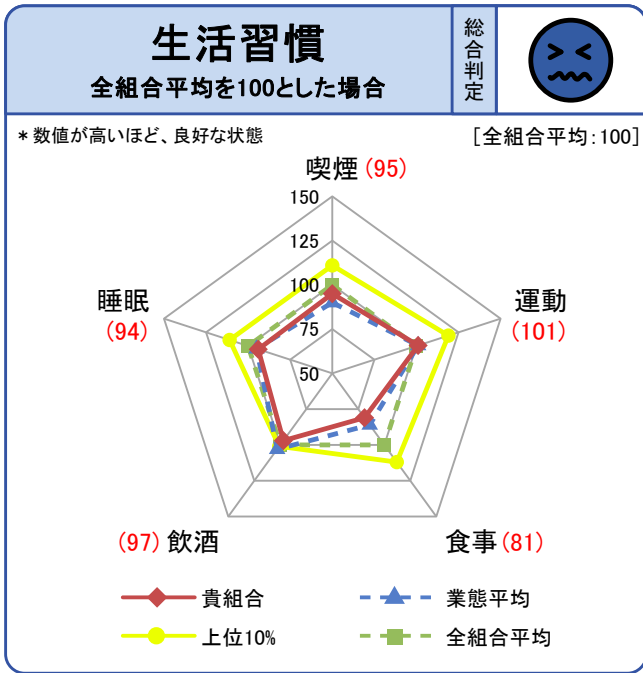 生活習慣
全組合平均を100とした場合
総合判定
*数値が高いほど、良好な状態
[全組合平均:100]
喫煙(95)
150
125
100
75
50
睡眠
(94)
運動
(101)
(97)飲酒
食事(81)
貴組合
業態平均
上位10%
全組合平均